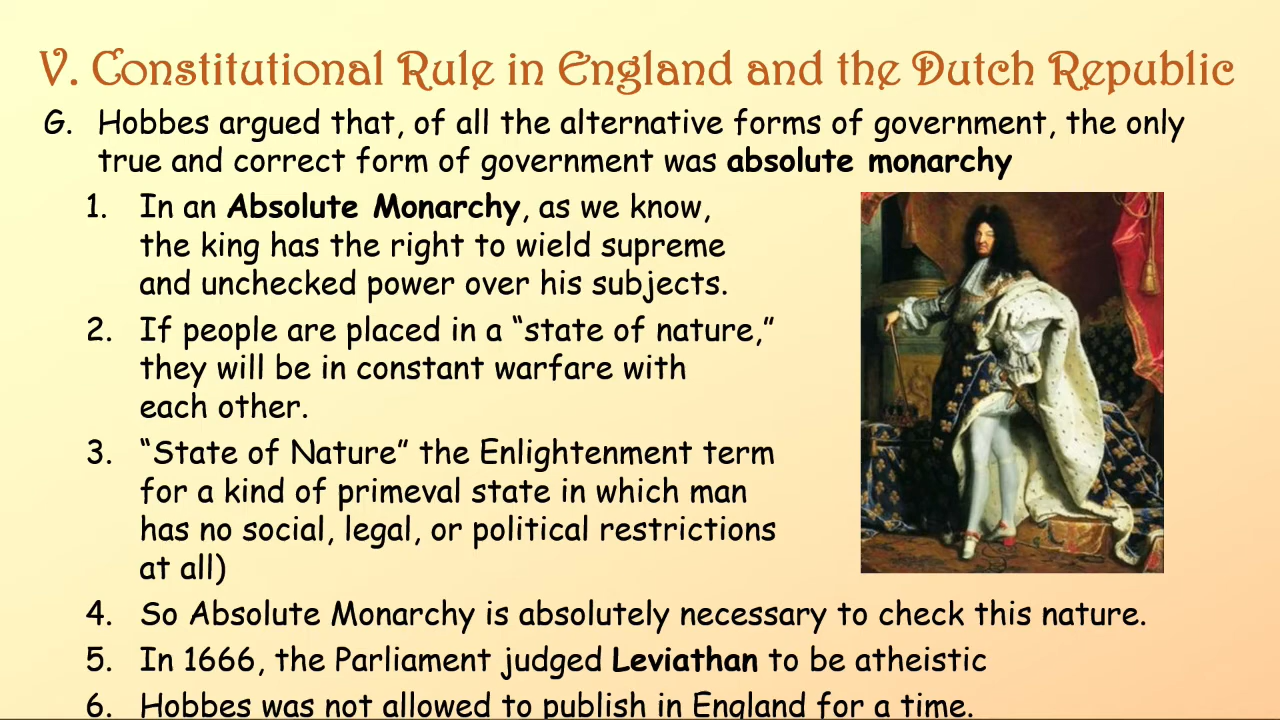 V. Constitutional Rule in England and the Dutch Republic
G. Hobbes argued that, of all the alternative forms of government, the only
true and correct form of government was absolute monarchy
1. In an Absolute Monarchy, as we know,
the king has the right to wield supreme
and unchecked power over his subjects.
2. If people are placed in a “state of nature,”
they will be in constant warfare with
each other.
3. “State of Nature” the Enlightenment term
for a kind of primeval state in which man
has no social, legal, or political restrictions
at all)
4. So Absolute Monarchy is absolutely necessary to check this nature.
5. In 1666, the Parliament judged Leviathan to be atheistic
6. Hobbes was not allowed to publish in England for a time.